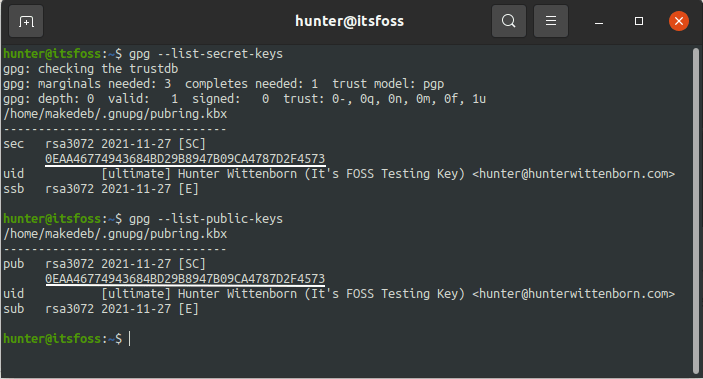 hunter@itsfoss
hunter@itsfoss:~$ gpg --list-secret-keys
gpg: checking the trustdb
gpg: marginals needed: 3  completes needed: 1  trust model: pgp
gpg: depth: 0  valid:   1  signed:   0  trust: 0-, 0q, 0n, 0m, 0f, 1u
/home/makedeb/.gnupg/pubring.kbx
--------------------------------
sec   rsa3072 2021-11-27 [SC]
      0EAA46774943684BD29B8947B09CA4787D2F4573
uid           [ultimate] Hunter Wittenborn (It's FOSS Testing Key) <hunter@hunterwittenborn.com>
ssb   rsa3072 2021-11-27 [E]
hunter@itsfoss:~$ gpg --list-public-keys
/home/makedeb/.gnupg/pubring.kbx
--------------------------------
pub   rsa3072 2021-11-27 [SC]
      0EAA46774943684BD29B8947B09CA4787D2F4573
uid           [ultimate] Hunter Wittenborn (It's FOSS Testing Key) <hunter@hunterwittenborn.com>
sub   rsa3072 2021-11-27 [E]
hunter@itsfoss:~$